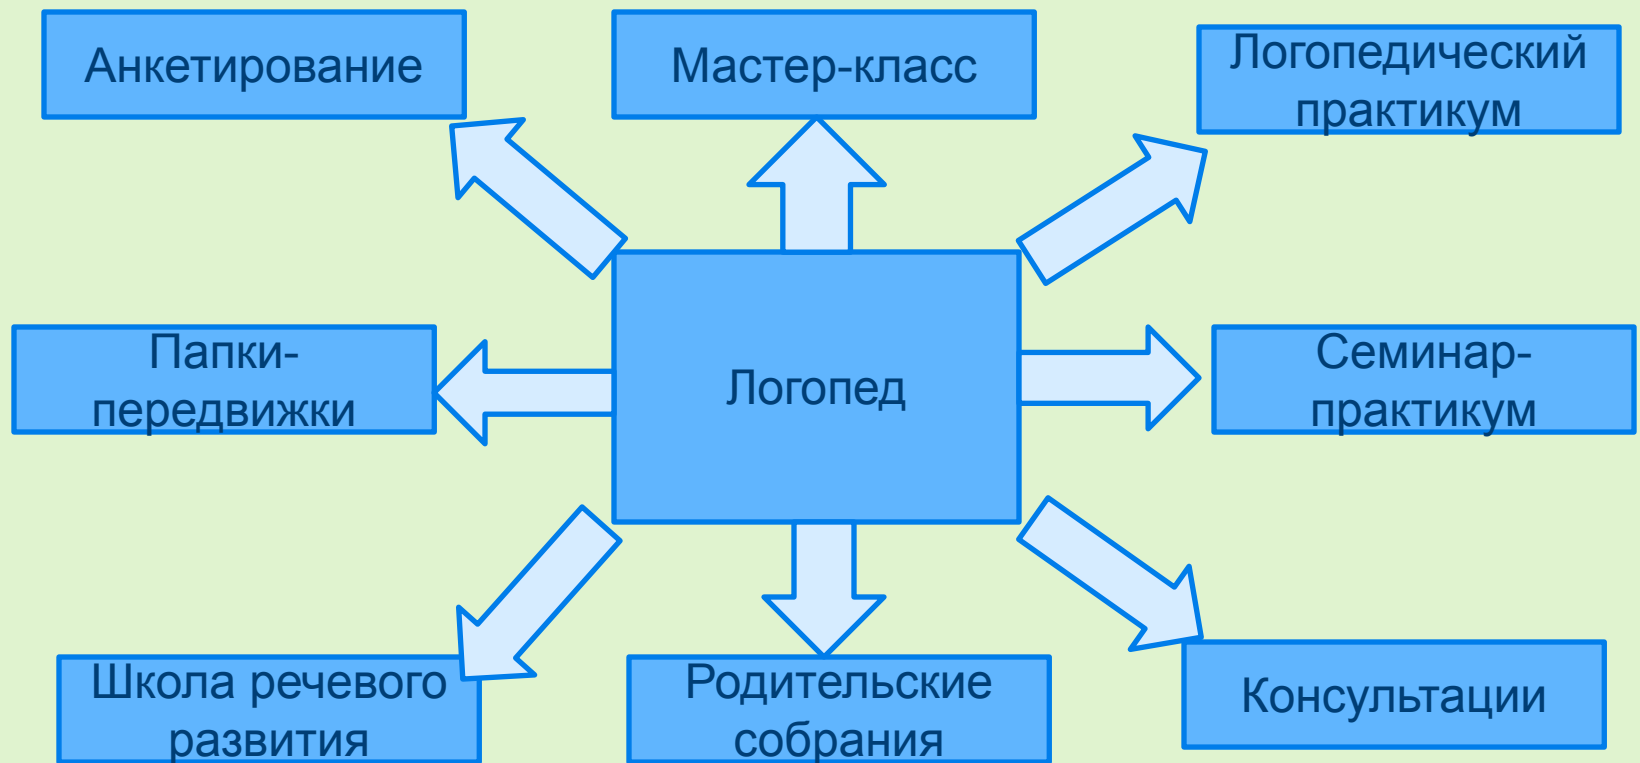 Анкетирование
Мастер-класс
Логопедический
практикум
Папки-
передвижки
Логопед
Семинар-
практикум
Школа речевого
развития
Родительские
собрания
Консультации